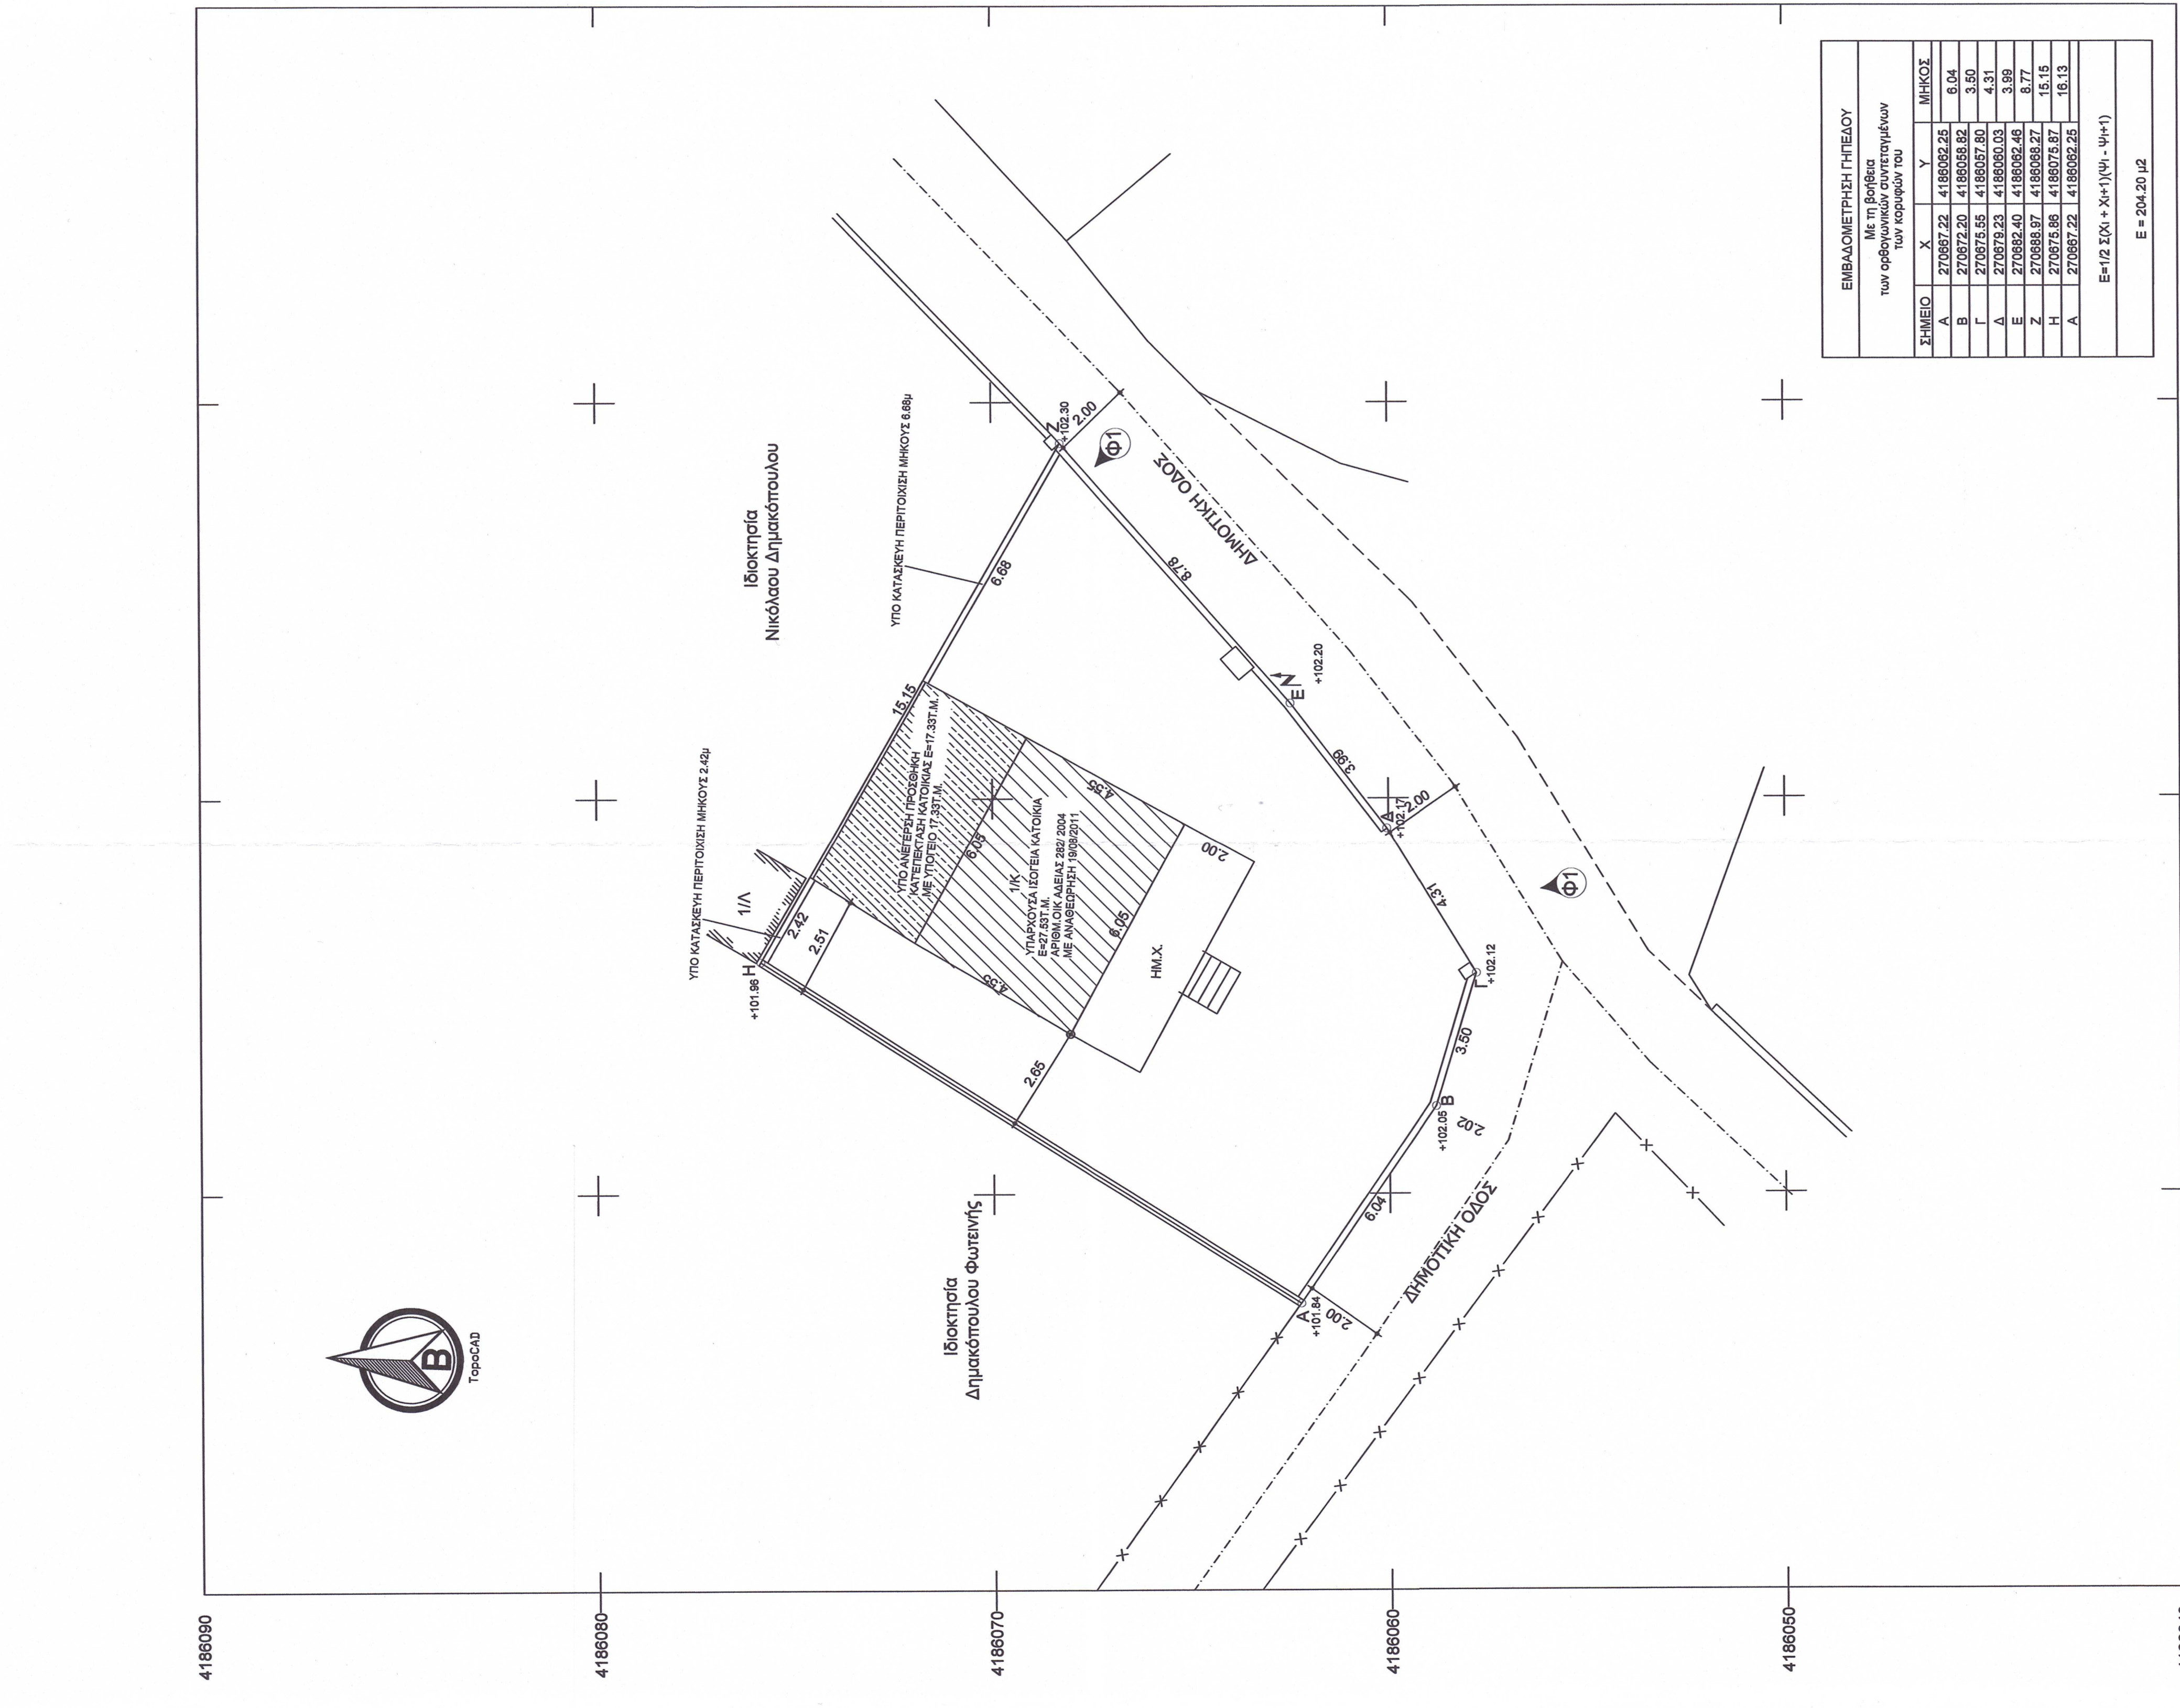 4186090
4186080
4186070
4186060
4186050
B
TopoCAD
Ιδιοκτησία
Νικόλαου Δημακόπουλου
Ιδιοκτησία
Δημακόπουλου Φωτεινής
ΥΠΟ ΚΑΤΑΣΚΕΥΗ ΠΕΡΙΤΟΙΧΙΣΗ ΜΗΚΟΥΣ 2.42μ
ΥΠΟ ΚΑΤΑΣΚΕΥΗ ΠΕΡΙΤΟΙΧΙΣΗ ΜΗΚΟΥΣ 6.68μ
1/Λ
Η
+101.96
2.42
2.51
15.15
6.68
Ζ
+102.30
2.00
Φ1
ΔΗΜΟΤΙΚΗ ΟΔΟΣ
8.78
ΥΠΟ ΑΝΕΓΕΡΣΗ ΠΡΟΣΘΗΚΗ
ΚΑΤ'ΕΠΕΚΤΑΣΗ ΚΑΤΟΙΚΙΑΣ Ε=17.33Τ.Μ.
ΜΕ ΥΠΟΓΕΙΟ 17.33Τ.Μ.
6.05
1/Κ
ΥΠΑΡΧΟΥΣΑ ΙΣΟΓΕΙΑ ΚΑΤΟΙΚΙΑ
Ε=27.53Τ.Μ.
ΑΡΙΘΜ.ΟΙΚ ΑΔΕΙΑΣ 282/ 2004
ΜΕ ΑΝΑΘΕΩΡΗΣΗ 19/08/2011
4.55
4.55
6.05
2.00
ΗΜ.Χ.
2.65
Ε
+102.20
3.99
Δ
+102.17
2.00
4.31
Φ1
Γ
+102.12
3.50
Β
+102.05
2.02
6.04
Α
+101.84
2.00
ΔΗΜΟΤΙΚΗ ΟΔΟΣ
ΕΜΒΑΔΟΜΕΤΡΗΣΗ ΓΗΠΕΔΟΥ
Με τη βοήθεια
των ορθογωνικών συντεταγμένων
των κορυφών του
ΣΗΜΕΙΟ X Y ΜΗΚΟΣ
Α 270667.22 4186062.25
Β 270672.20 4186058.82 6.04
Γ 270675.55 4186057.80 3.50
Δ 270679.23 4186060.03 4.31
Ε 270682.40 4186062.46 3.99
Ζ 270688.97 4186068.27 8.77
Η 270675.86 4186075.87 15.15
Α 270667.22 4186062.25 16.13
Ε=1/2 Σ(Χι + Χι+1)(Ψι - Ψι+1)
Ε = 204.20 μ2